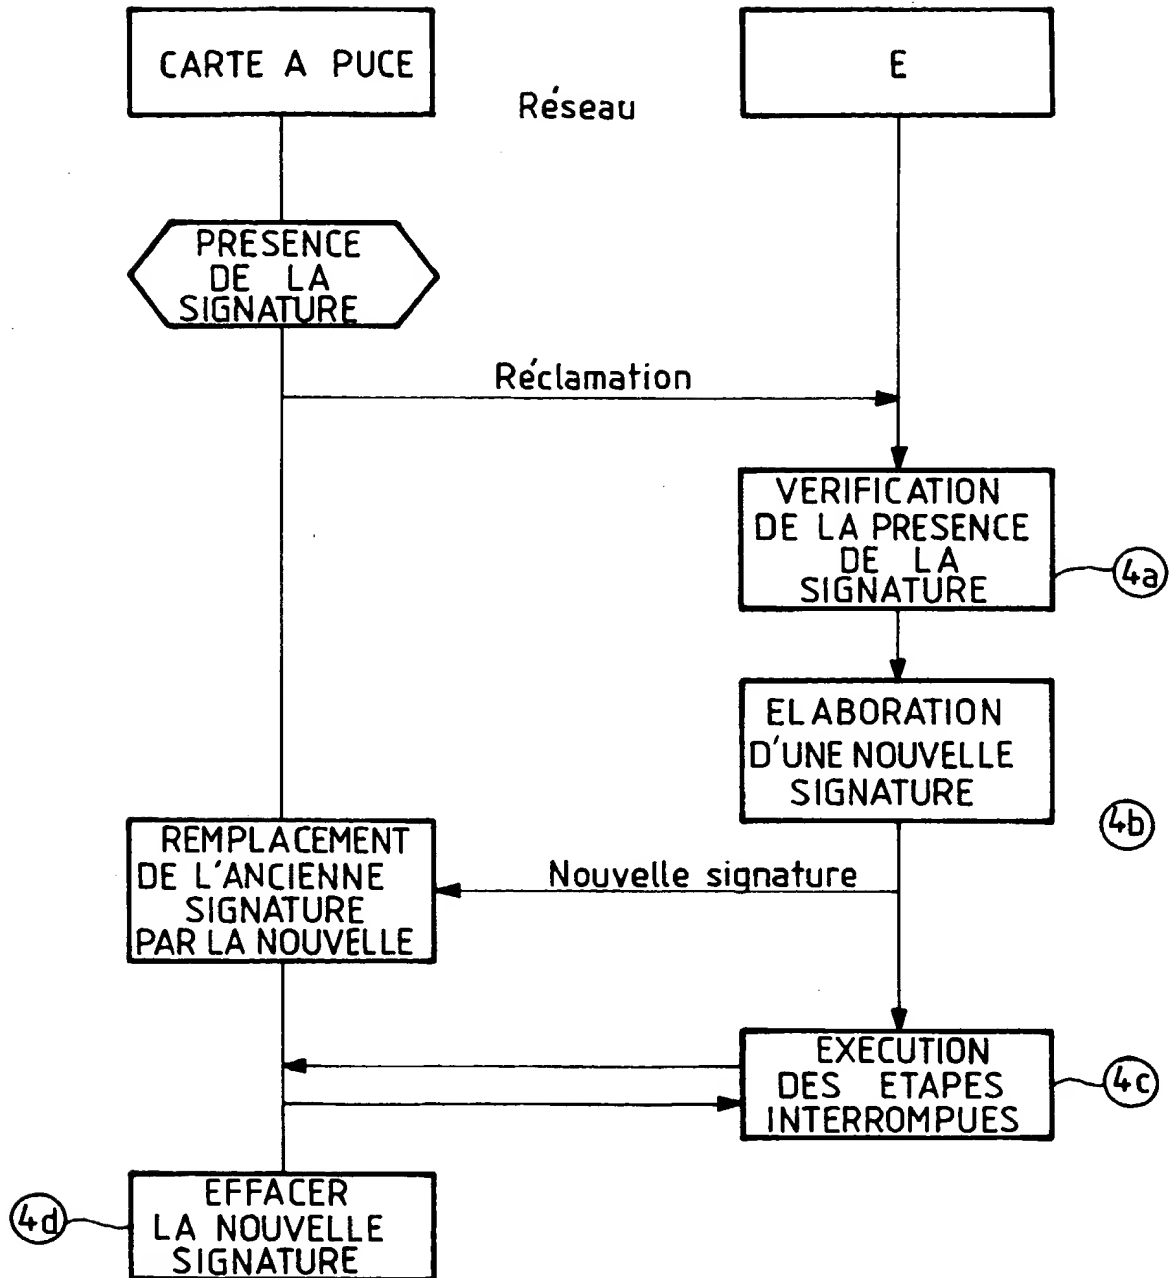 CARTE A PUCE
E
Réseau
PRESENCE
DE LA
SIGNATURE
Réclamation
VERIFICATION
DE LA PRESENCE
DE LA
SIGNATURE
4a
ELABORATION
D'UNE NOUVELLE
SIGNATURE
4b
REMPLACEMENT
DE L'ANCIENNE
SIGNATURE
PAR LA NOUVELLE
Nouvelle signature
EXECUTION
DES ETAPES
INTERROMPUES
4c
EFFACER
LA NOUVELLE
SIGNATURE
4d